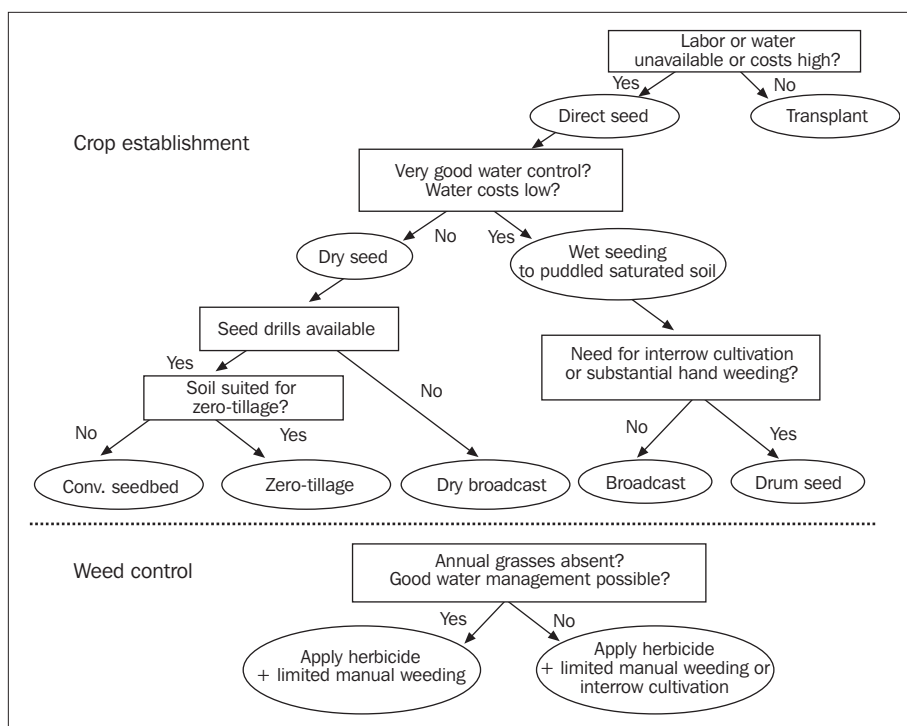 Labor or water
unavailable or costs high?
Yes
No
Direct seed
Transplant
Crop establishment
Very good water control?
Water costs low?
No
Yes
Dry seed
Wet seeding
to puddled saturated soil
Seed drills available
Need for interrow cultivation
or substantial hand weeding?
Yes
No
Soil suited for
zero-tillage?
No
Yes
No
Yes
Conv. seedbed
Zero-tillage
Dry broadcast
Broadcast
Drum seed
Weed control
Annual grasses absent?
Good water management possible?
Yes
No
Apply herbicide
+ limited manual weeding
Apply herbicide
+ limited manual weeding or
interrow cultivation